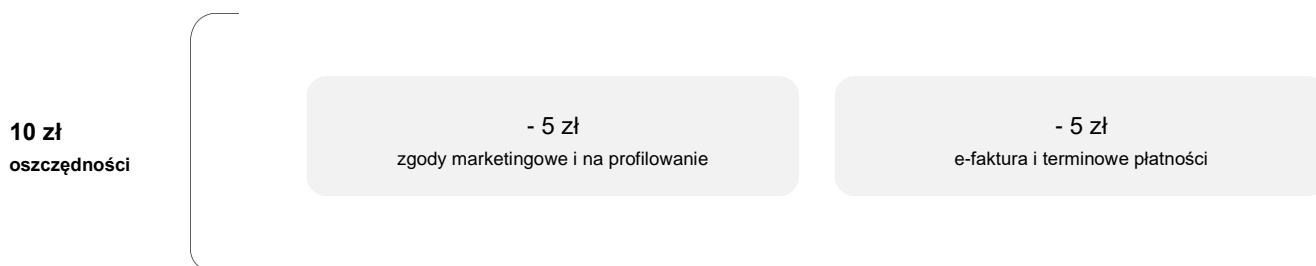 10 zł
oszczędności
- 5 zł
zgody marketingowe i na profilowanie
- 5 zł
e-faktura i terminowe płatności